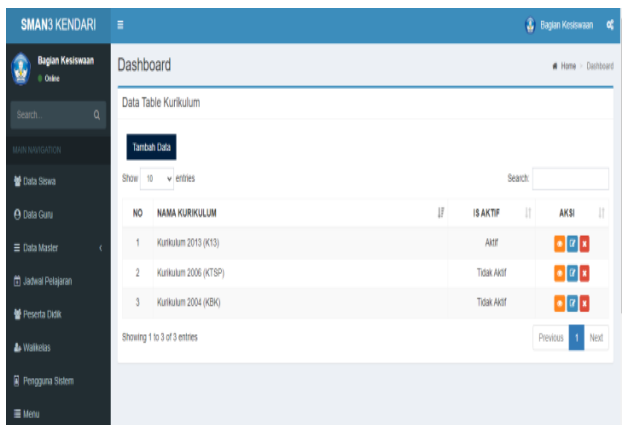 SMAN3 KENDARI
Bagian Kesiswaan
Bagian Kesiswaan
Online
Search...
MAIN NAVIGATION
Data Siswa
Data Guru
Data Master
Jadwal Pelajaran
Peserta Didik
Walikelas
Pengguna Sistem
Menu
Dashboard
Home > Dashboard
Data Table Kurikulum
Tambah Data
Show 10 entries
Search:
NO NAMA KURIKULUM IS AKTIF AKSI
1 Kurikulum 2013 (K13) Aktif
2 Kurikulum 2006 (KTSP) Tidak Aktif
3 Kurikulum 2004 (KBK) Tidak Aktif
Showing 1 to 3 of 3 entries
Previous 1 Next